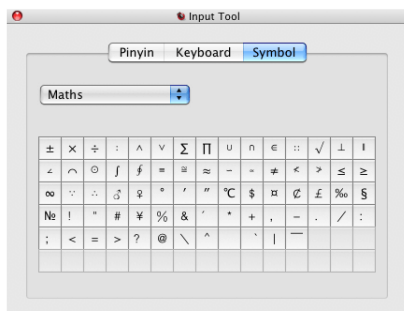 Input Tool
Pinyin Keyboard Symbol
Maths
± × ÷ ∶ ∧ ∨ ∑ ∏ ∪ ∩ ∈ ∷ √ ⊥ ∥
∠ ⌒ ⊙ ∫ ∮ ≡ ≌ ≈ ∽ ≠ ≮ ≯ ≤ ≥
∞ ∵ ∴ ♂ ♀ ° ′ ″ ℃ $ ¤ ¢ £ ‰ §
№ ! # ¥ % & * + , − . / :
; < = > ? @ \ ^ ` | ‾